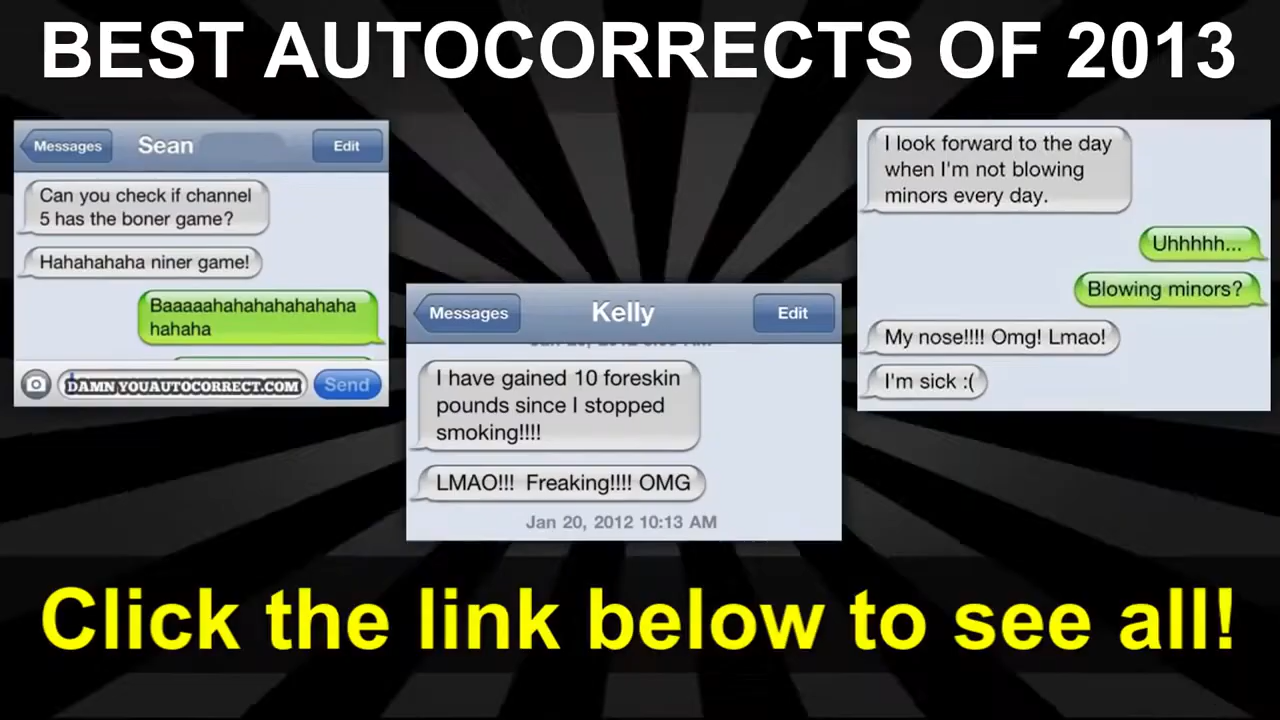 BEST AUTOCORRECTS OF 2013
Messages
Sean
Edit
Can you check if channel
5 has the boner game?
Hahahahaha niner game!
Baaaaahahahahahahaha
hahaha
DAMNYOUAUTOCORRECT.COM
Send
Messages
Kelly
Edit
I have gained 10 foreskin
pounds since I stopped
smoking!!!!
LMAO!!! Freaking!!!! OMG
Jan 20, 2012 10:13 AM
I look forward to the day
when I'm not blowing
minors every day.
Uhhhhh...
Blowing minors?
My nose!!!! Omg! Lmao!
I'm sick :(
Click the link below to see all!